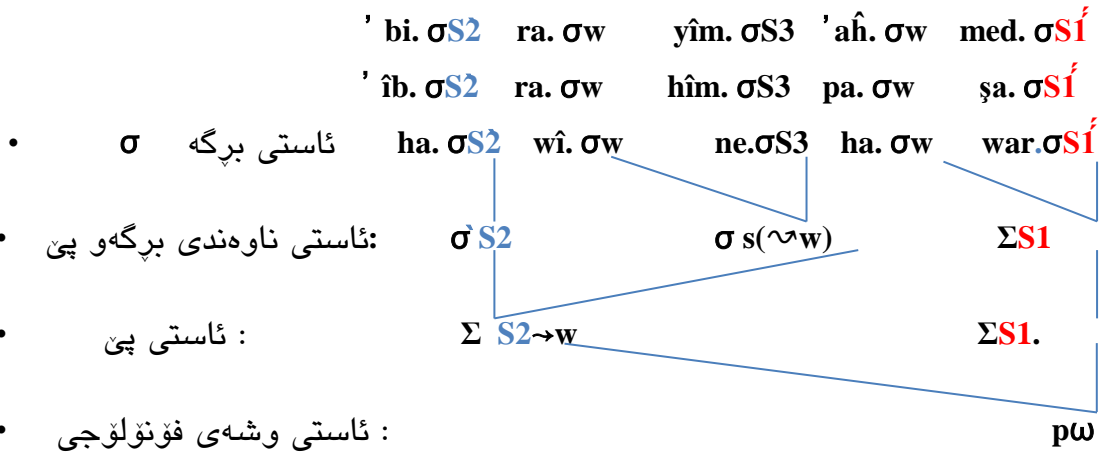 ʾ bi. σS2̀ ra. σw yîm. σS3 ʾaĥ. σw med. σS1́
ʾ îb. σS2̀ ra. σw hîm. σS3 pa. σw şa. σS1́
• ئاستی بڕگە σ ha. σS2̀ wî. σw ne.σS3 ha. σw war.σS1́
• ئاستی ناوەندی بڕگەو پێ: σ̀ S2 σ s(↝w) ΣS1
• ئاستی پێ : Σ S2→w ΣS1.
• ئاستی وشەی فۆنۆلۆجی : pω